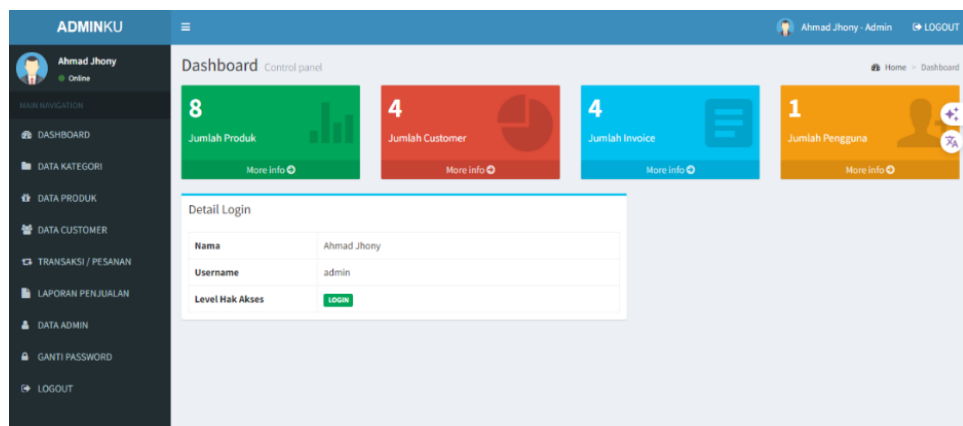 ADMINKU
Ahmad Jhony - Admin LOGOUT
Ahmad Jhony
Online
MAIN NAVIGATION
DASHBOARD
DATA KATEGORI
DATA PRODUK
DATA CUSTOMER
TRANSAKSI / PESANAN
LAPORAN PENJUALAN
DATA ADMIN
GANTI PASSWORD
LOGOUT
Dashboard Control panel
Home > Dashboard
8
Jumlah Produk
More info
4
Jumlah Customer
More info
4
Jumlah Invoice
More info
1
Jumlah Pengguna
More info
Detail Login
Nama Ahmad Jhony
Username admin
Level Hak Akses LOGIN